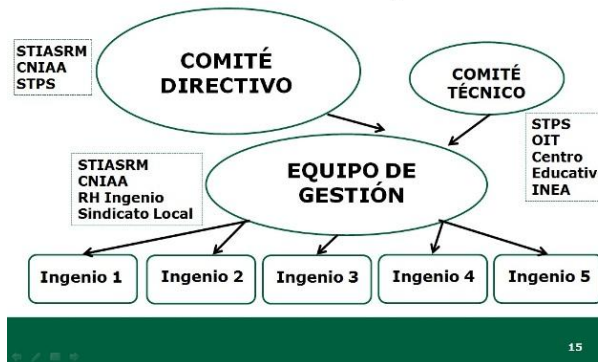 STIASRM
CNIAA
STPS
COMITÉ
DIRECTIVO
COMITÉ
TÉCNICO
STPS
OIT
Centro
Educativ
INEA
STIASRM
CNIAA
RH Ingenio
Sindicato Local
EQUIPO DE
GESTIÓN
Ingenio 1
Ingenio 2
Ingenio 3
Ingenio 4
Ingenio 5
15